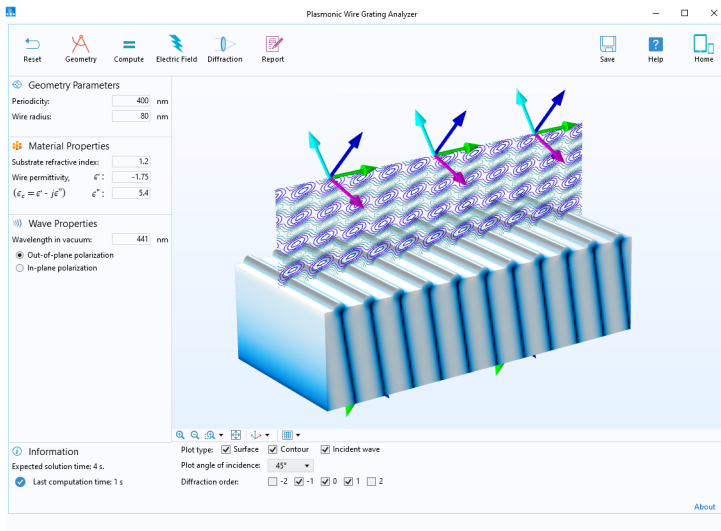 Plasmonic Wire Grating Analyzer
Reset Geometry Compute Electric Field Diffraction Report Save Help Home
Geometry Parameters
Periodicity: 400 nm
Wire radius: 80 nm
Material Properties
Substrate refractive index: 1.2
Wire permittivity, ε': -1.75
(ε_c = ε' - jε") ε": 5.4
Wave Properties
Wavelength in vacuum: 441 nm
Out-of-plane polarization
In-plane polarization
Information
Expected solution time: 4 s.
Last computation time: 1 s
Plot type: Surface Contour Incident wave
Plot angle of incidence: 45°
Diffraction order: -2 -1 0 1 2
About